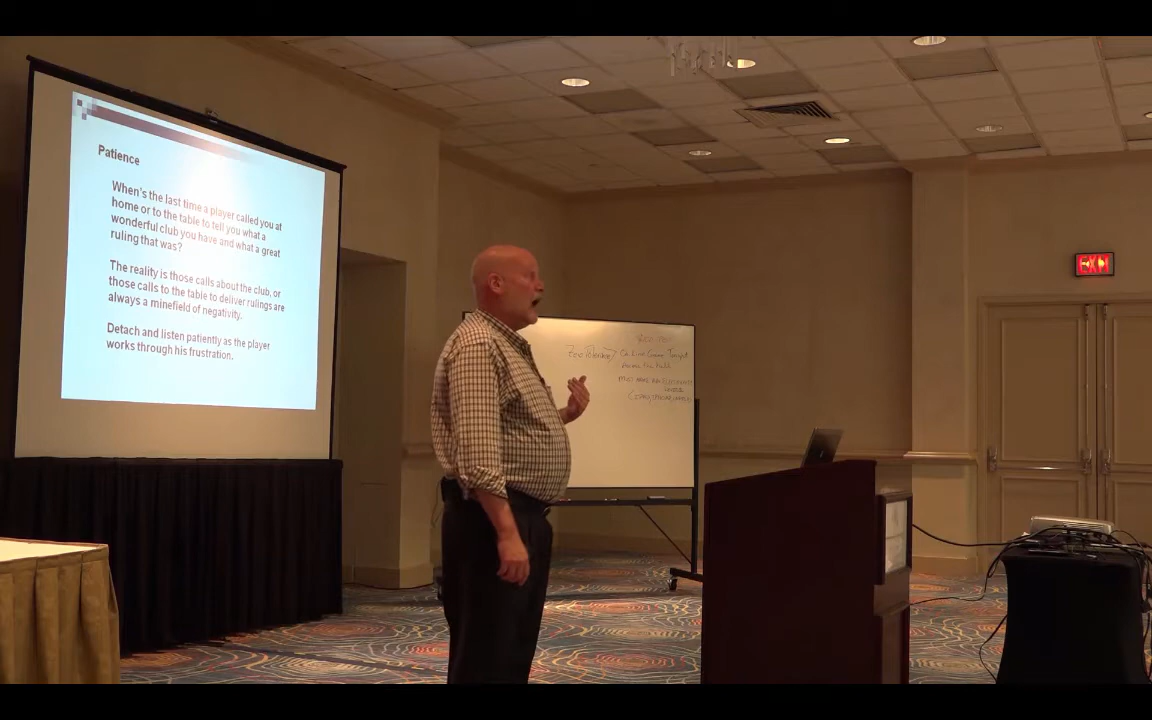 Patience
When's the last time a player called you at
home or to the table to tell you what a
wonderful club you have and what a great
ruling that was?
The reality is those calls about the club, or
those calls to the table to deliver rulings are
always a minefield of negativity.
Detach and listen patiently as the player
works through his frustration.
Zero Tolerance
EXIT